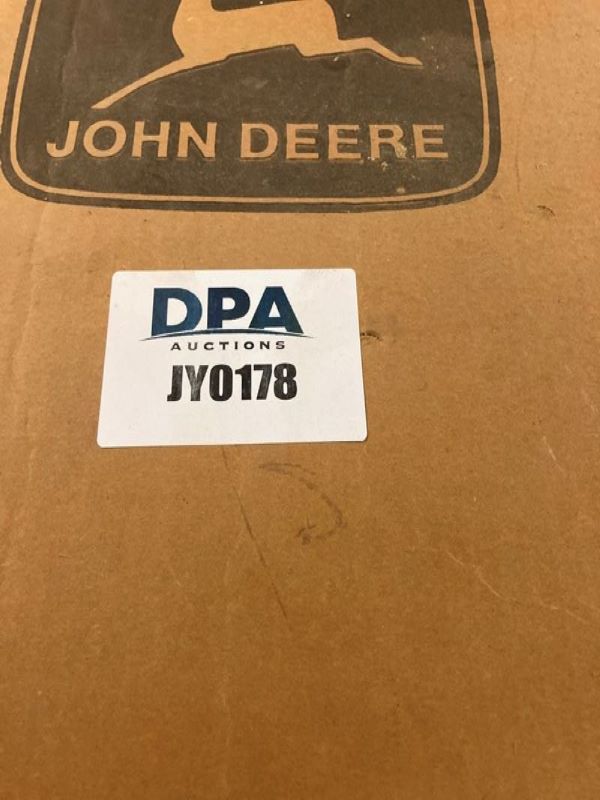 JOHN DEERE
DPA
AUCTIONS
JY0178